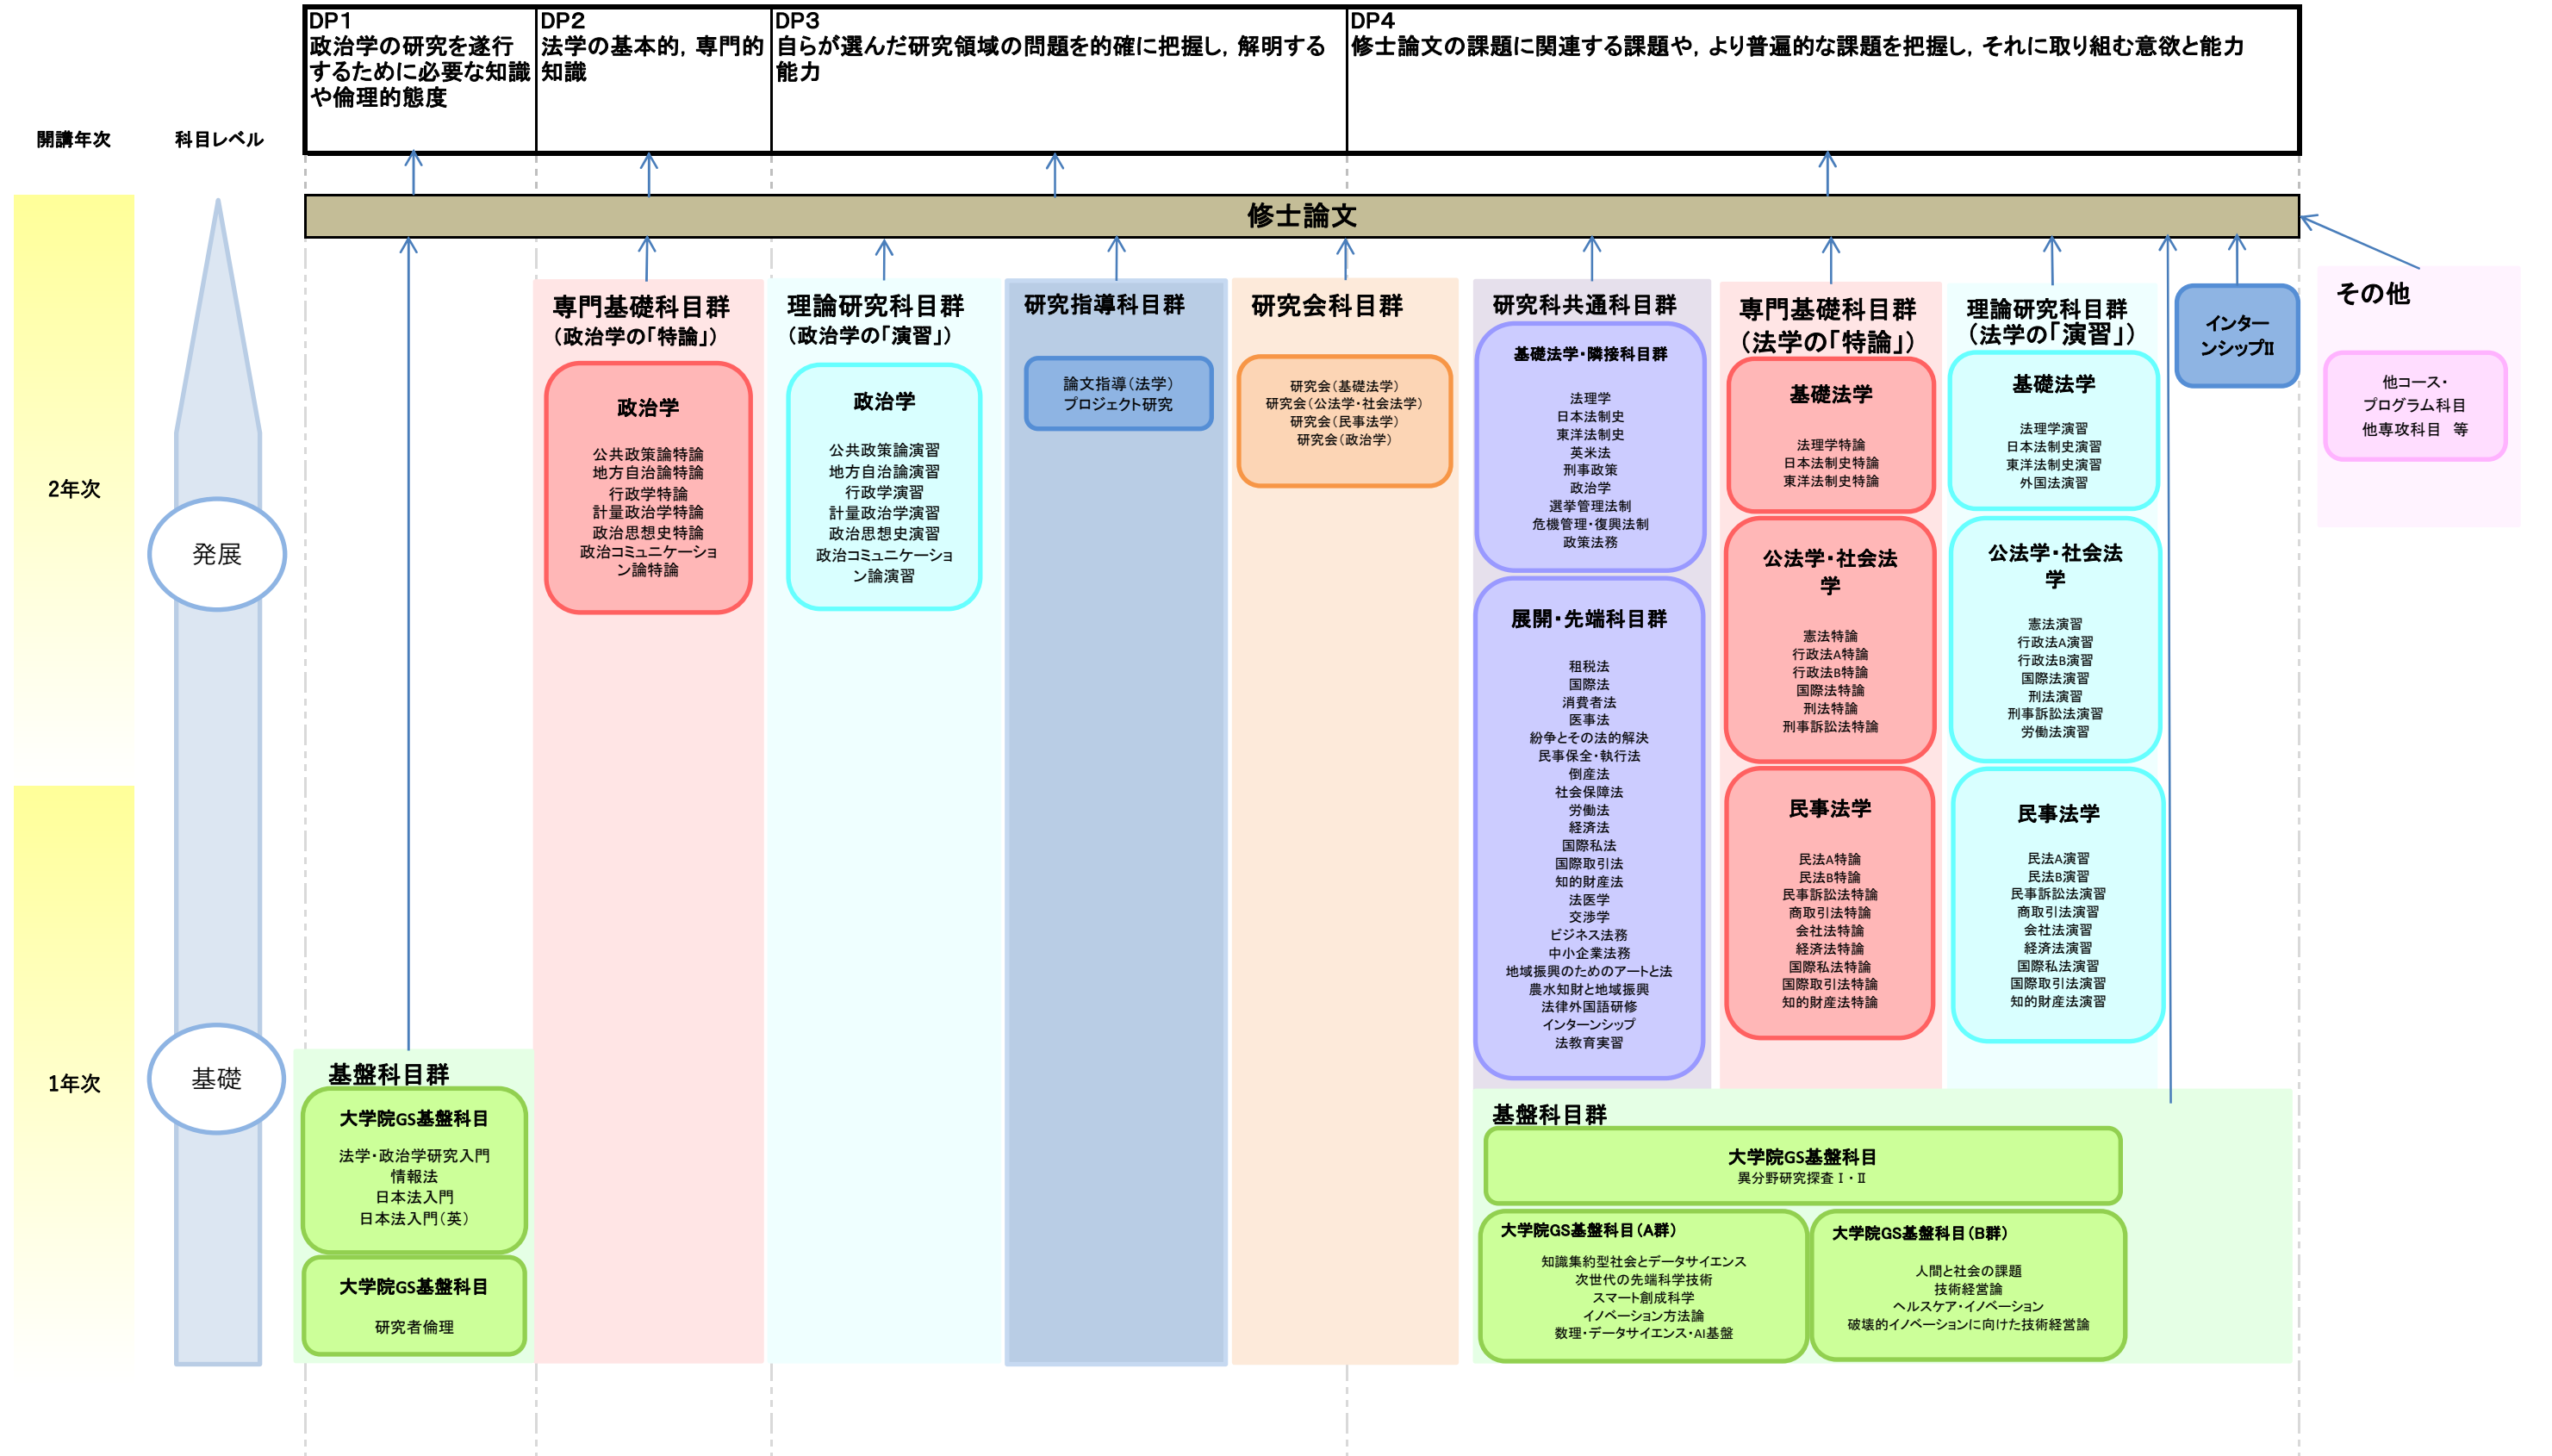 DP1
政治学の研究を遂行
するために必要な知識
や倫理的態度
DP2
法学の基本的，専門的
知識
DP3
自らが選んだ研究領域の問題を的確に把握し，解明する
能力
DP4
修士論文の課題に関連する課題や，より普遍的な課題を把握し，それに取り組む意欲と能力
開講年次
科目レベル
修士論文
2年次
1年次
発展
基礎
専門基礎科目群
（政治学の「特論」）
政治学
公共政策論特論
地方自治論特論
行政学特論
計量政治学特論
政治思想史特論
政治コミュニケーショ
ン論特論
理論研究科目群
（政治学の「演習」）
政治学
公共政策論演習
地方自治論演習
行政学演習
計量政治学演習
政治思想史演習
政治コミュニケーショ
ン論演習
研究指導科目群
論文指導（法学）
プロジェクト研究
研究会科目群
研究会（基礎法学）
研究会（公法学・社会法学）
研究会（民事法学）
研究会（政治学）
研究科共通科目群
基礎法学・隣接科目群
法理学
日本法制史
東洋法制史
英米法
刑事政策
政治学
選挙管理法制
危機管理・復興法制
政策法務
展開・先端科目群
租税法
国際法
消費者法
医事法
紛争とその法的解決
民事保全・執行法
倒産法
社会保障法
労働法
経済法
国際私法
国際取引法
知的財産法
法医学
交渉学
ビジネス法務
中小企業法務
地域振興のためのアートと法
農水知財と地域振興
法律外国語研修
インターンシップ
法教育実習
専門基礎科目群
（法学の「特論」）
基礎法学
法理学特論
日本法制史特論
東洋法制史特論
公法学・社会法
学
憲法特論
行政法A特論
行政法B特論
国際法特論
刑法特論
刑事訴訟法特論
民事法学
民法A特論
民法B特論
民事訴訟法特論
商取引法特論
会社法特論
経済法特論
国際私法特論
国際取引法特論
知的財産法特論
理論研究科目群
（法学の「演習」）
基礎法学
法理学演習
日本法制史演習
東洋法制史演習
外国法演習
公法学・社会法
学
憲法演習
行政法A演習
行政法B演習
国際法演習
刑法演習
刑事訴訟法演習
労働法演習
民事法学
民法A演習
民法B演習
民事訴訟法演習
商取引法演習
会社法演習
経済法演習
国際私法演習
国際取引法演習
知的財産法演習
インター
ンシップⅡ
その他
他コース・
プログラム科目
他専攻科目　等
基盤科目群
大学院GS基盤科目
法学・政治学研究入門
情報法
日本法入門
日本法入門（英）
大学院GS基盤科目
研究者倫理
基盤科目群
大学院GS基盤科目
異分野研究探査Ⅰ・Ⅱ
大学院GS基盤科目（A群）
知識集約型社会とデータサイエンス
次世代の先端科学技術
スマート創成科学
イノベーション方法論
数理・データサイエンス・AI基盤
大学院GS基盤科目（B群）
人間と社会の課題
技術経営論
ヘルスケア・イノベーション
破壊的イノベーションに向けた技術経営論